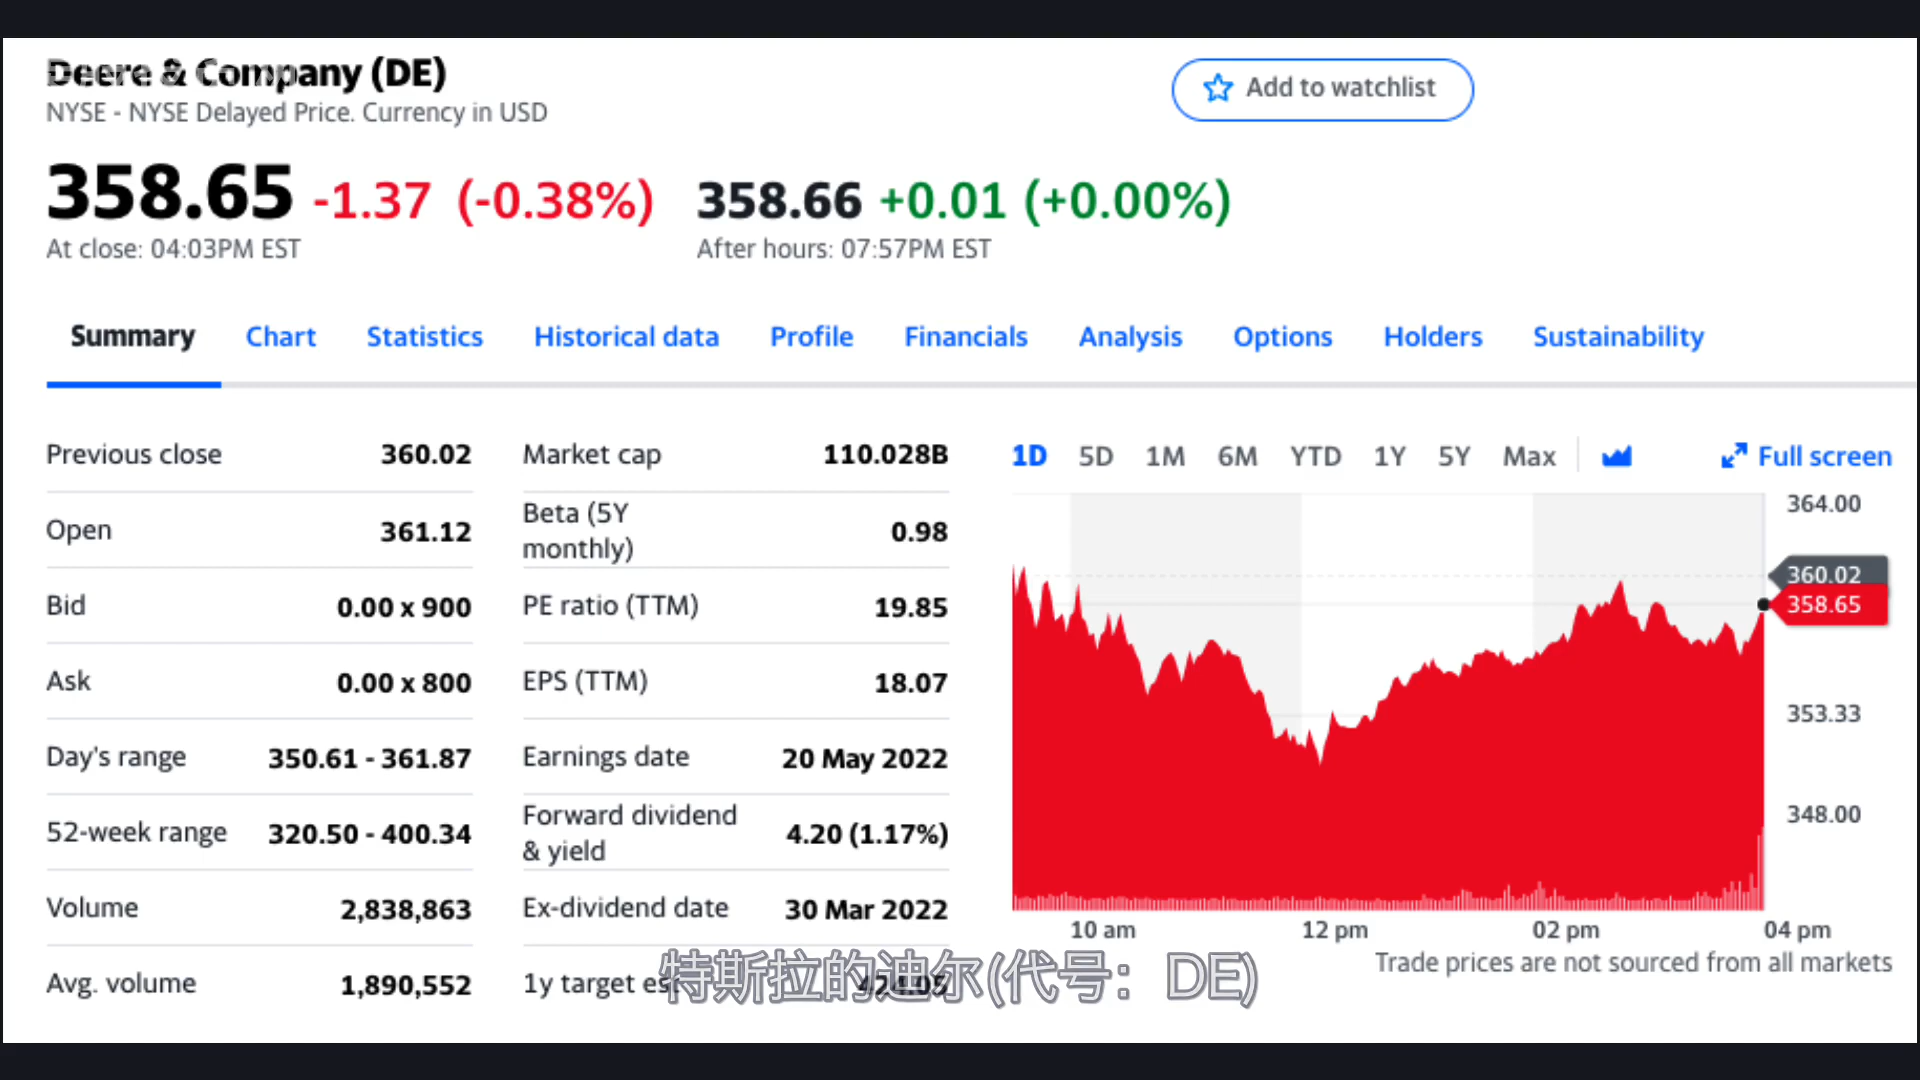 Deere & Company (DE)
NYSE - NYSE Delayed Price. Currency in USD
Add to watchlist
358.65 -1.37 (-0.38%) 358.66 +0.01 (+0.00%)
At close: 04:03PM EST After hours: 07:57PM EST
Summary Chart Statistics Historical data Profile Financials Analysis Options Holders Sustainability
Previous close 360.02
Open 361.12
Bid 0.00 x 900
Ask 0.00 x 800
Day's range 350.61 - 361.87
52-week range 320.50 - 400.34
Volume 2,838,863
Avg. volume 1,890,552
Market cap 110.028B
Beta (5Y
monthly) 0.98
PE ratio (TTM) 19.85
EPS (TTM) 18.07
Earnings date 20 May 2022
Forward dividend
& yield 4.20 (1.17%)
Ex-dividend date 30 Mar 2022
1y target est 424.05
1D 5D 1M 6M YTD 1Y 5Y Max Full screen
364.00
360.02
358.65
353.33
348.00
10 am 12 pm 02 pm 04 pm
Trade prices are not sourced from all markets
特斯拉的迪尔(代号：DE)